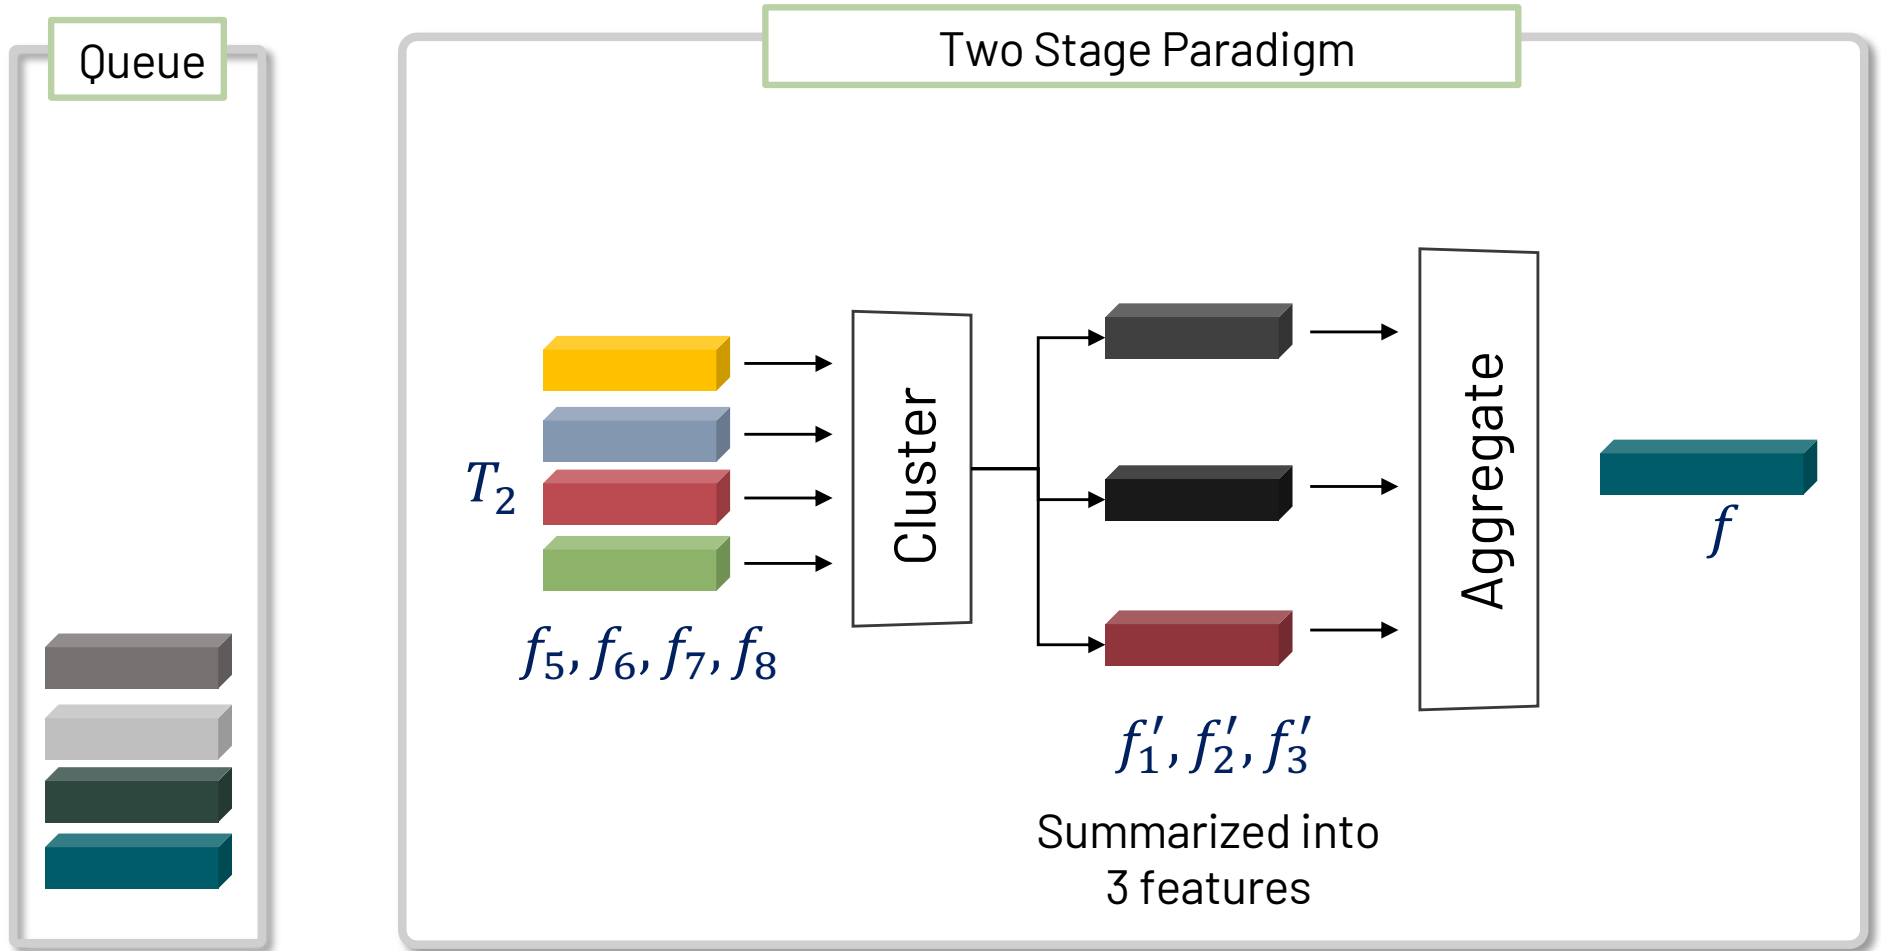 Queue
Two Stage Paradigm
T₂
Cluster
Aggregate
f
f₅, f₆, f₇, f₈
f₁′, f₂′, f₃′
Summarized into
3 features